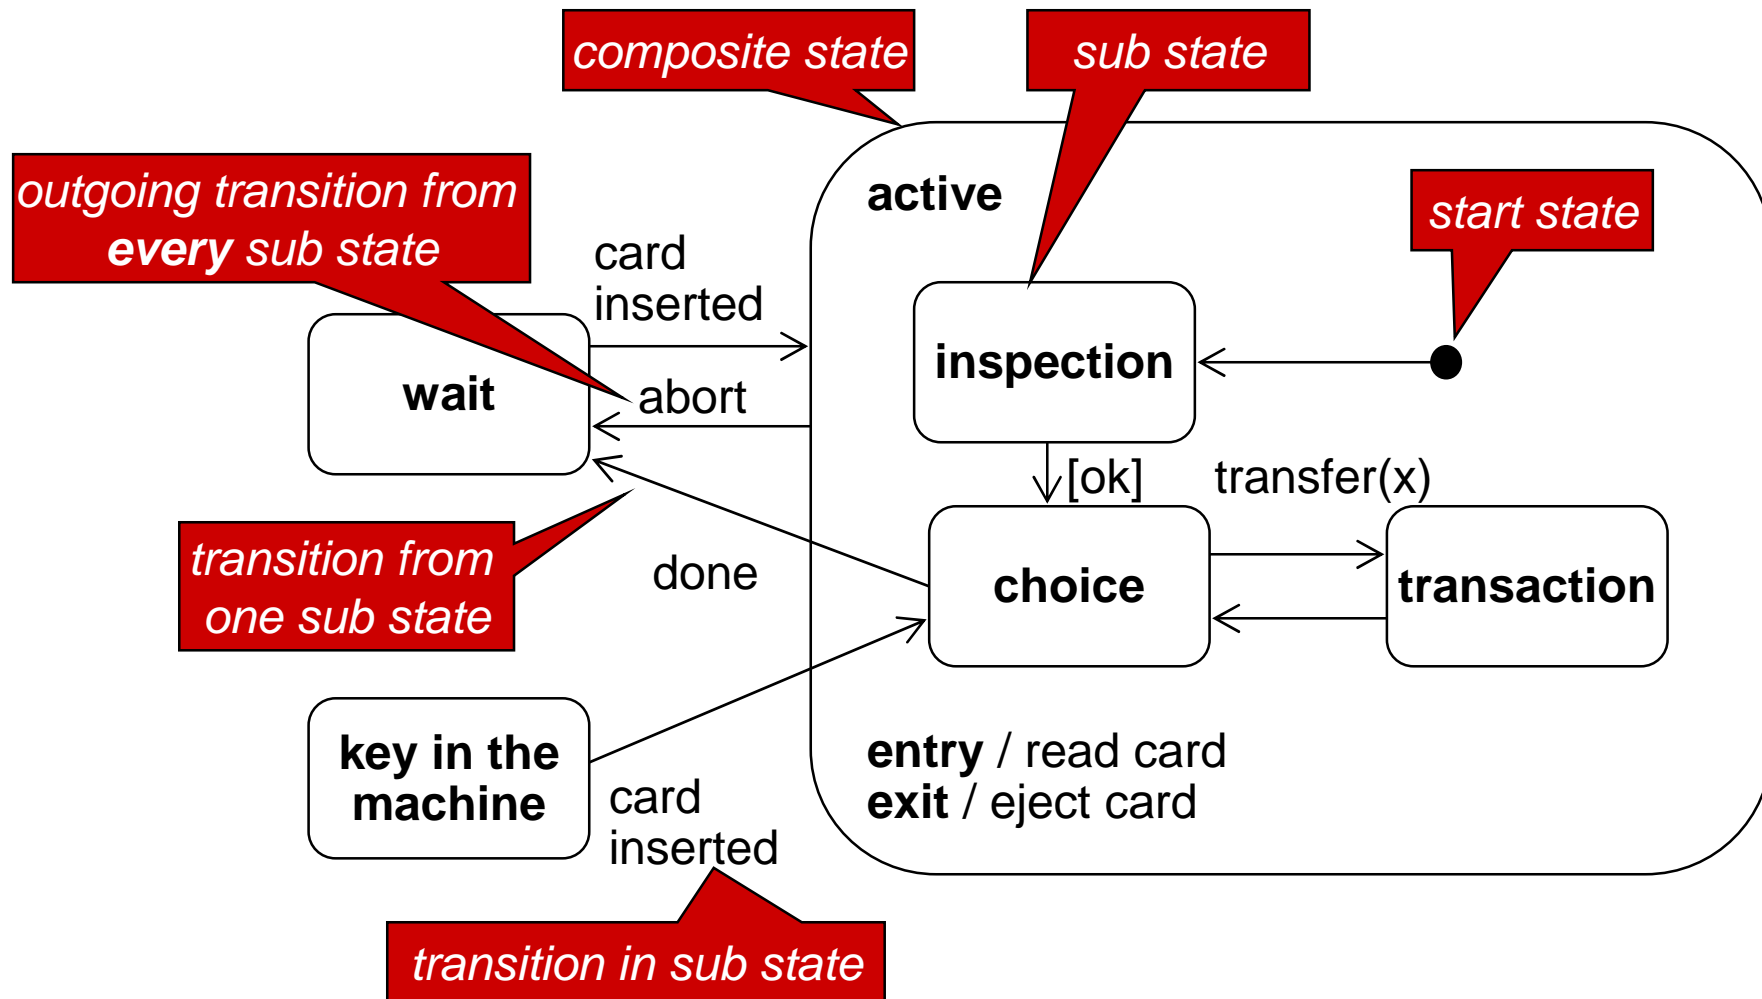 composite state
sub state
outgoing transition from
every sub state
active
start state
card
inserted
inspection
wait
abort
[ok]
transfer(x)
transition from
one sub state
done
choice
transaction
key in the
machine
card
inserted
entry / read card
exit / eject card
transition in sub state